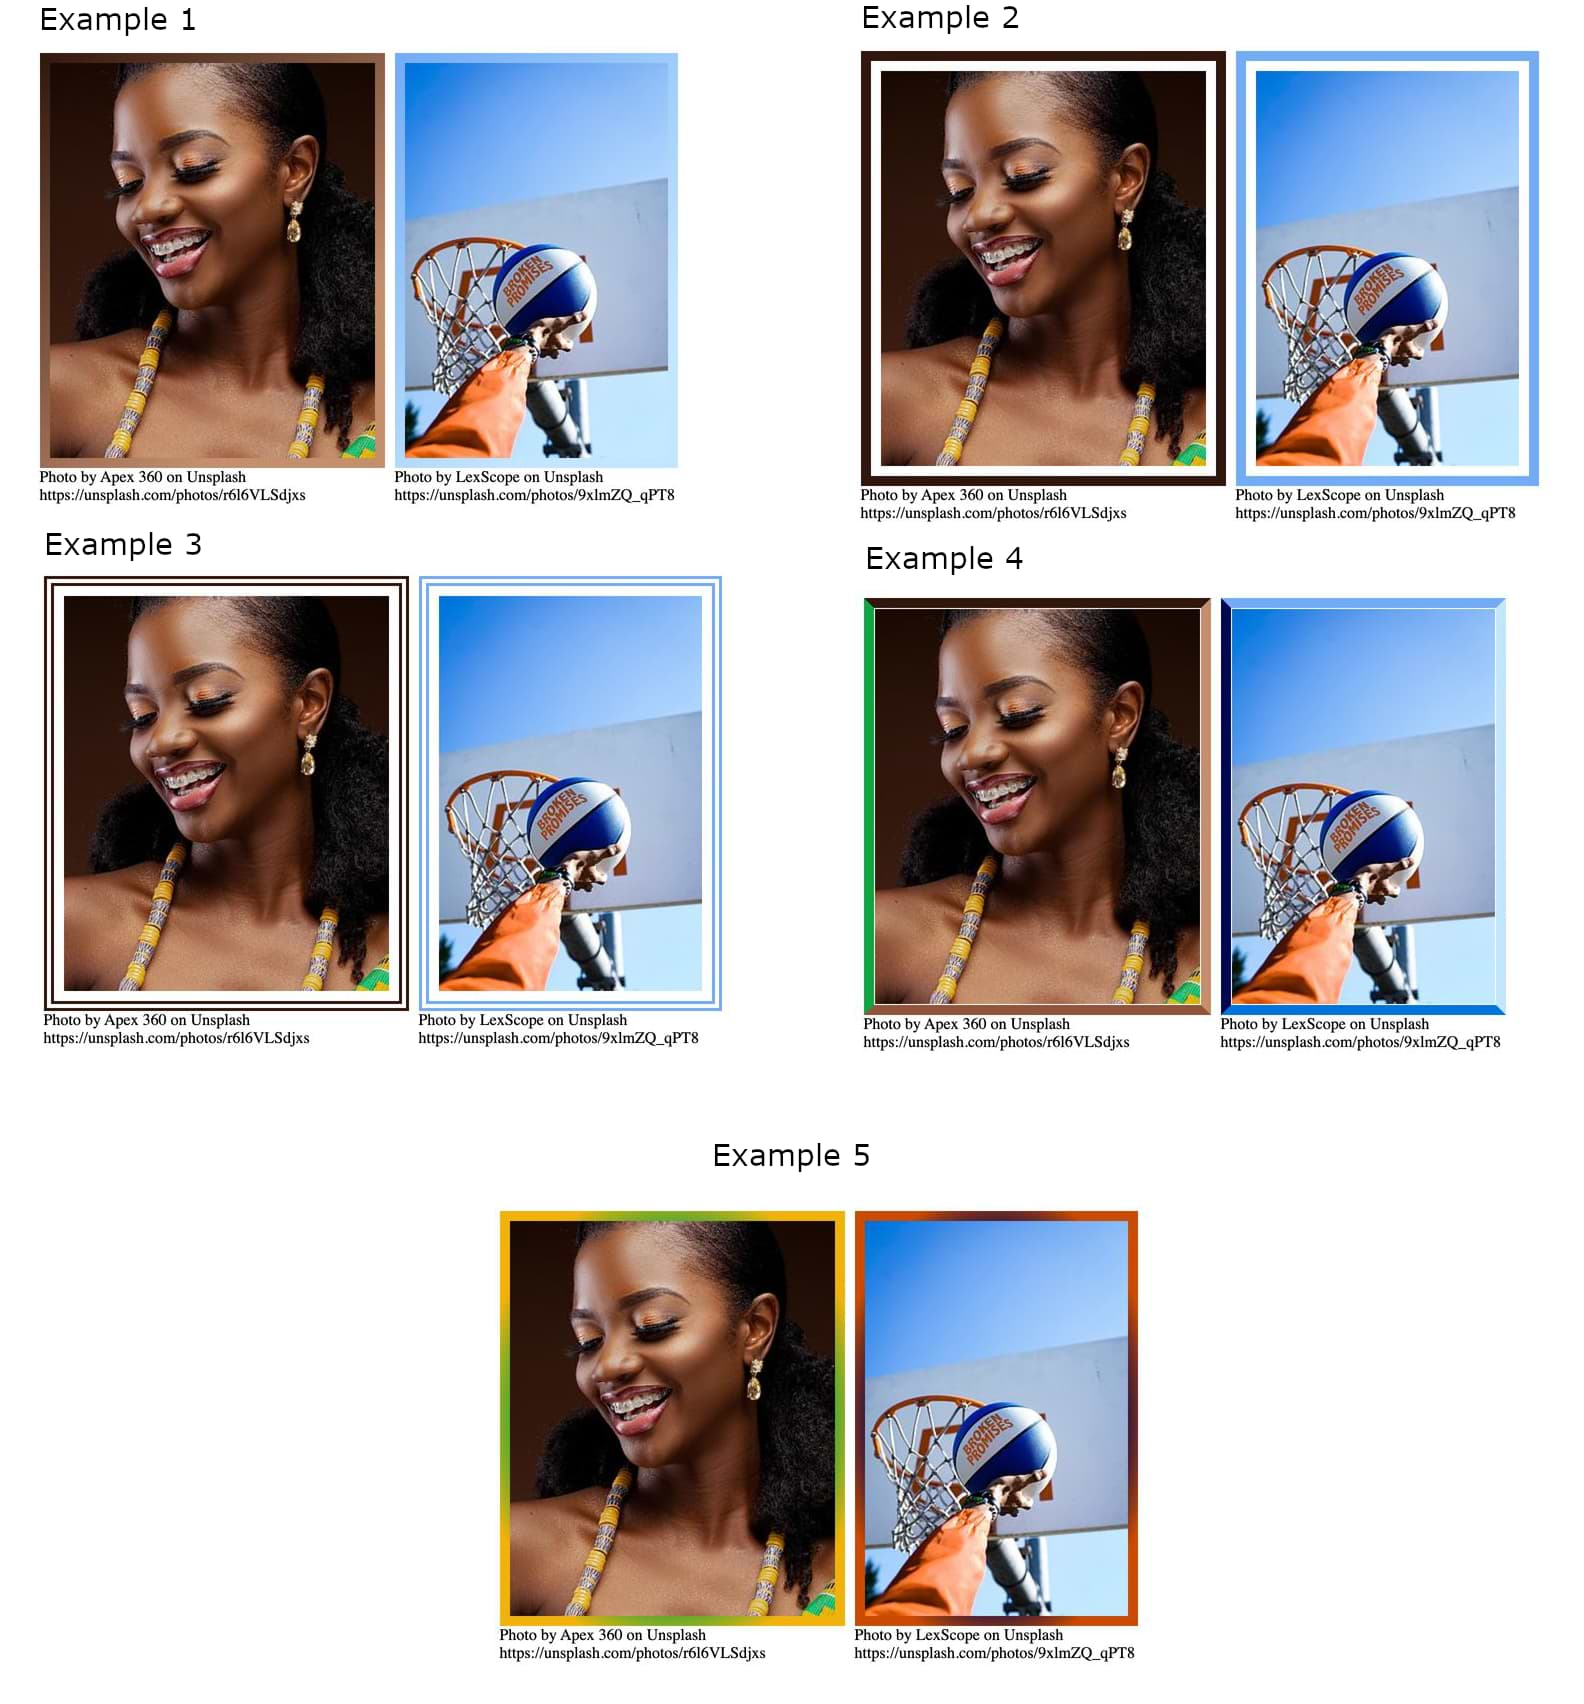 Example 1
BROKEN
PROMISES
Photo by Apex 360 on Unsplash
https://unsplash.com/photos/r6l6VLSdjxs
Photo by LexScope on Unsplash
https://unsplash.com/photos/9xlmZQ_qPT8
Example 2
BROKEN
PROMISES
Photo by Apex 360 on Unsplash
https://unsplash.com/photos/r6l6VLSdjxs
Photo by LexScope on Unsplash
https://unsplash.com/photos/9xlmZQ_qPT8
Example 3
BROKEN
PROMISES
Photo by Apex 360 on Unsplash
https://unsplash.com/photos/r6l6VLSdjxs
Photo by LexScope on Unsplash
https://unsplash.com/photos/9xlmZQ_qPT8
Example 4
BROKEN
PROMISES
Photo by Apex 360 on Unsplash
https://unsplash.com/photos/r6l6VLSdjxs
Photo by LexScope on Unsplash
https://unsplash.com/photos/9xlmZQ_qPT8
Example 5
BROKEN
PROMISES
Photo by Apex 360 on Unsplash
https://unsplash.com/photos/r6l6VLSdjxs
Photo by LexScope on Unsplash
https://unsplash.com/photos/9xlmZQ_qPT8